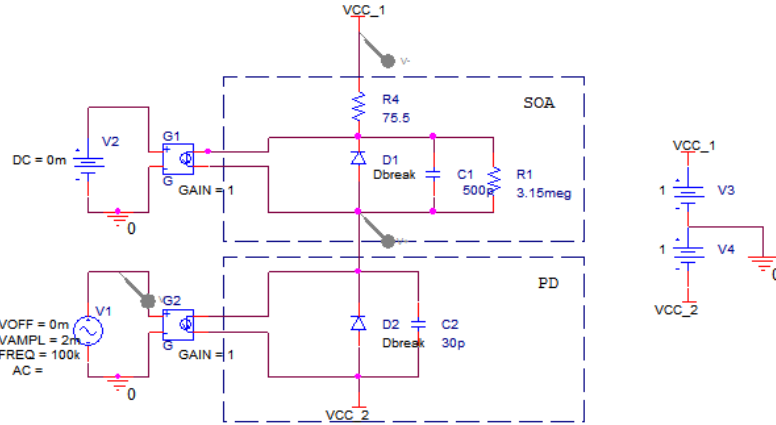 VCC_1
V-
R4
75.5
SOA
V2
DC = 0m
G1
G
GAIN = 1
D1
Dbreak
C1
500p
R1
3.15meg
0
VCC_1
1
V3
1
V4
0
VCC_2
V+
PD
V1
VOFF = 0m
VAMPL = 2m
FREQ = 100k
AC =
G2
G
GAIN = 1
D2
Dbreak
C2
30p
0
VCC_2